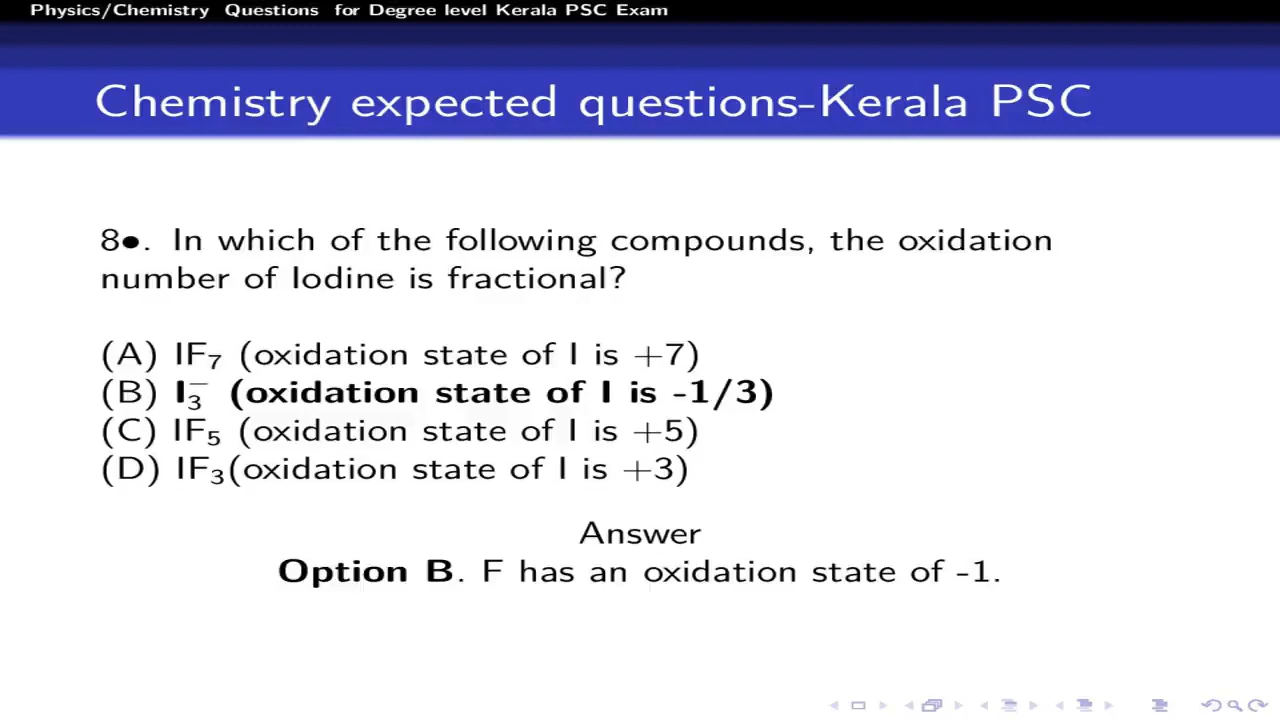 Physics/Chemistry Questions for Degree level Kerala PSC Exam
Chemistry expected questions-Kerala PSC
8•. In which of the following compounds, the oxidation
number of Iodine is fractional?
(A) IF₇ (oxidation state of I is +7)
(B) I₃⁻ (oxidation state of I is -1/3)
(C) IF₅ (oxidation state of I is +5)
(D) IF₃(oxidation state of I is +3)
Answer
Option B. F has an oxidation state of -1.